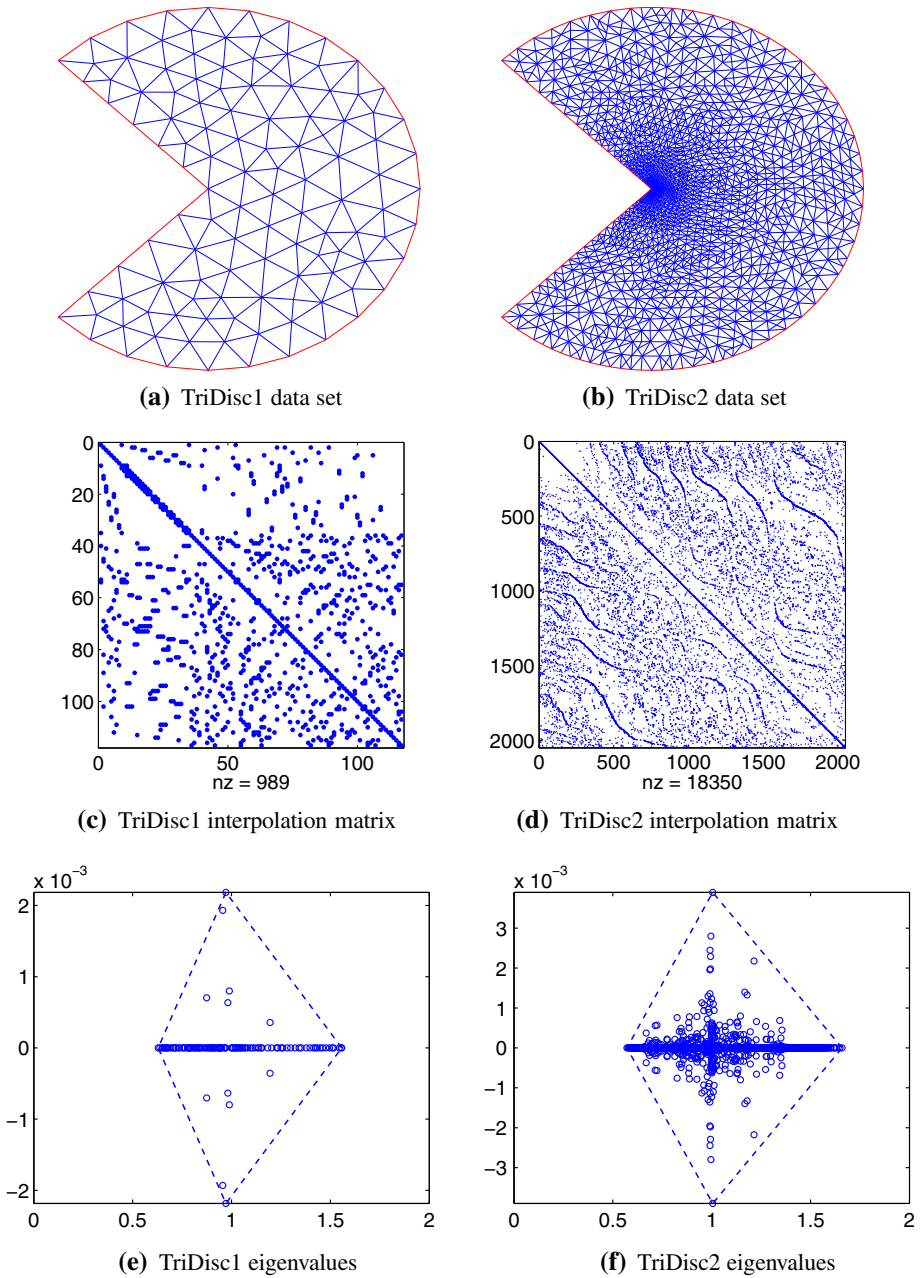 (a) TriDisc1 data set
(b) TriDisc2 data set
0
20
40
60
80
100
0 50 100
nz = 989
(c) TriDisc1 interpolation matrix
0
500
1000
1500
2000
0 500 1000 1500 2000
nz = 18350
(d) TriDisc2 interpolation matrix
x 10⁻³
2
1
0
−1
−2
0 0.5 1 1.5 2
(e) TriDisc1 eigenvalues
x 10⁻³
3
2
1
0
−1
−2
−3
0 0.5 1 1.5 2
(f) TriDisc2 eigenvalues